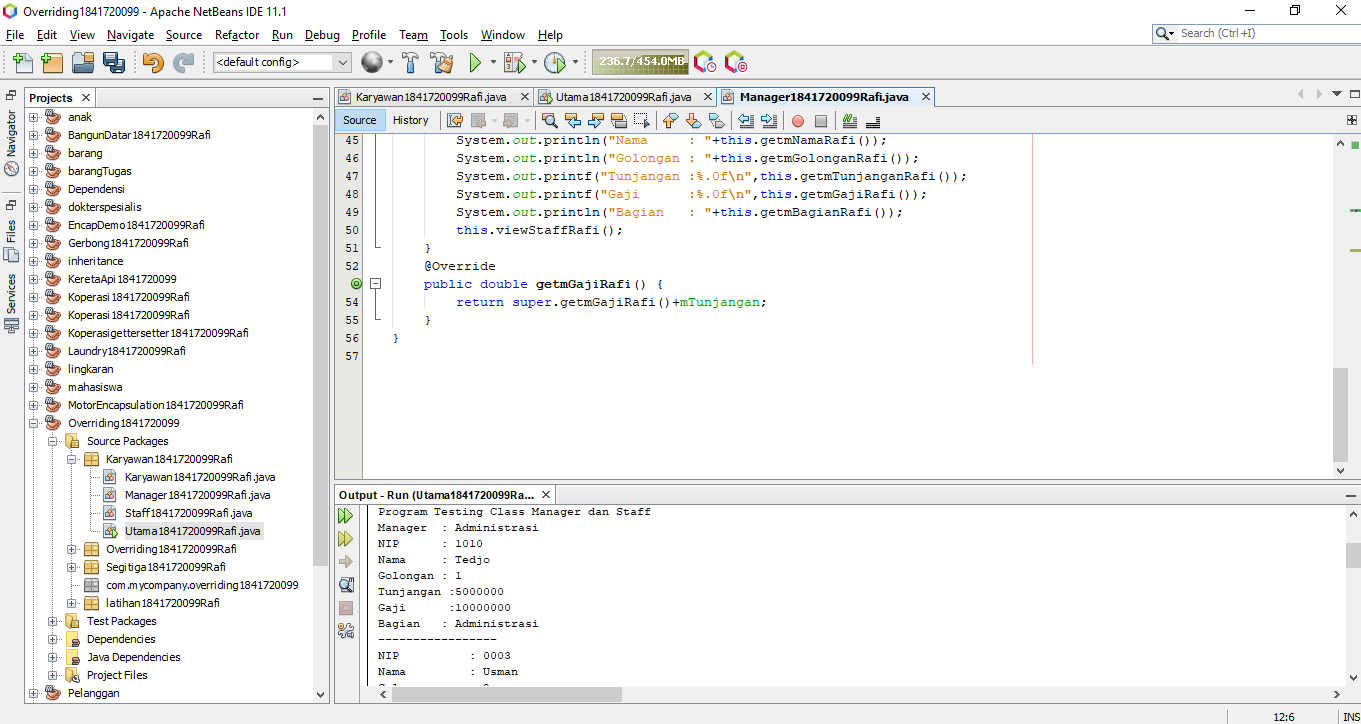 Overriding1841720099 - Apache NetBeans IDE 11.1
File Edit View Navigate Source Refactor Run Debug Profile Team Tools Window Help
Search (Ctrl+I)
<default config>
236.7/454.0MB
Projects
Navigator
Files
Services
anak
BangunDatar1841720099Rafi
barang
barangTugas
Dependensi
dokterspesialis
EncapDemo1841720099Rafi
Gerbong1841720099Rafi
inheritance
KeretaApi1841720099
Koperasi1841720099Rafi
Koperasi1841720099Rafi
Koperasigettersetter1841720099Rafi
Laundry1841720099Rafi
lingkaran
mahasiswa
MotorEncapsulation1841720099Rafi
Overriding1841720099
Source Packages
Karyawan1841720099Rafi
Karyawan1841720099Rafi.java
Manager1841720099Rafi.java
Staff1841720099Rafi.java
Utama1841720099Rafi.java
Overriding1841720099Rafi
Segitiga1841720099Rafi
com.mycompany.overriding1841720099
latihan1841720099Rafi
Test Packages
Dependencies
Java Dependencies
Project Files
Pelanggan
Karyawan1841720099Rafi.java Utama1841720099Rafi.java Manager1841720099Rafi.java
Source History
45 System.out.println("Nama     : "+this.getmNamaRafi());
46 System.out.println("Golongan : "+this.getmGolonganRafi());
47 System.out.printf("Tunjangan :%.0f\n",this.getmTunjanganRafi());
48 System.out.printf("Gaji      :%.0f\n",this.getmGajiRafi());
49 System.out.println("Bagian   : "+this.getmBagianRafi());
50 this.viewStaffRafi();
51 }
52 @Override
public double getmGajiRafi() {
54 return super.getmGajiRafi()+mTunjangan;
55 }
56 }
57
Output - Run (Utama1841720099Ra...
Program Testing Class Manager dan Staff
Manager  : Administrasi
NIP      : 1010
Nama     : Tedjo
Golongan : 1
Tunjangan :5000000
Gaji      :10000000
Bagian   : Administrasi
-----------------
NIP         : 0003
Nama        : Usman
12:6 INS